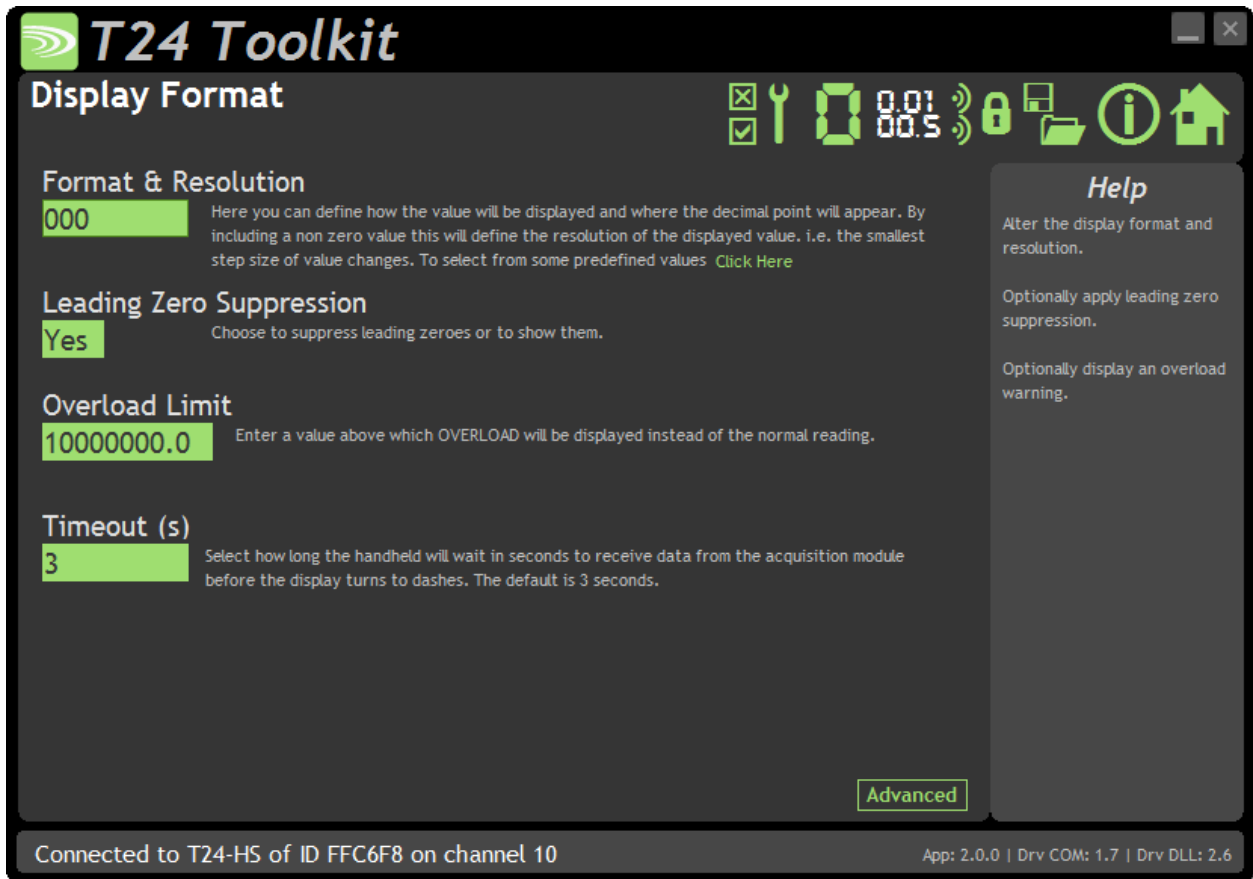 T24 Toolkit
Display Format
0 0.01
00.5
Format & Resolution
000
Here you can define how the value will be displayed and where the decimal point will appear. By
including a non zero value this will define the resolution of the displayed value. i.e. the smallest
step size of value changes. To select from some predefined values Click Here
Leading Zero Suppression
Yes
Choose to suppress leading zeroes or to show them.
Overload Limit
10000000.0
Enter a value above which OVERLOAD will be displayed instead of the normal reading.
Timeout (s)
3
Select how long the handheld will wait in seconds to receive data from the acquisition module
before the display turns to dashes. The default is 3 seconds.
Advanced
Help
Alter the display format and
resolution.
Optionally apply leading zero
suppression.
Optionally display an overload
warning.
Connected to T24-HS of ID FFC6F8 on channel 10
App: 2.0.0 | Drv COM: 1.7 | Drv DLL: 2.6